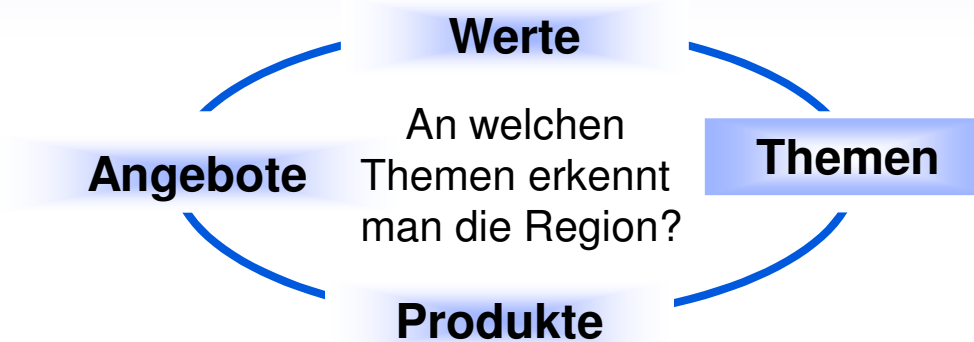 Werte
An welchen
Themen erkennt
man die Region?
Angebote
Themen
Produkte